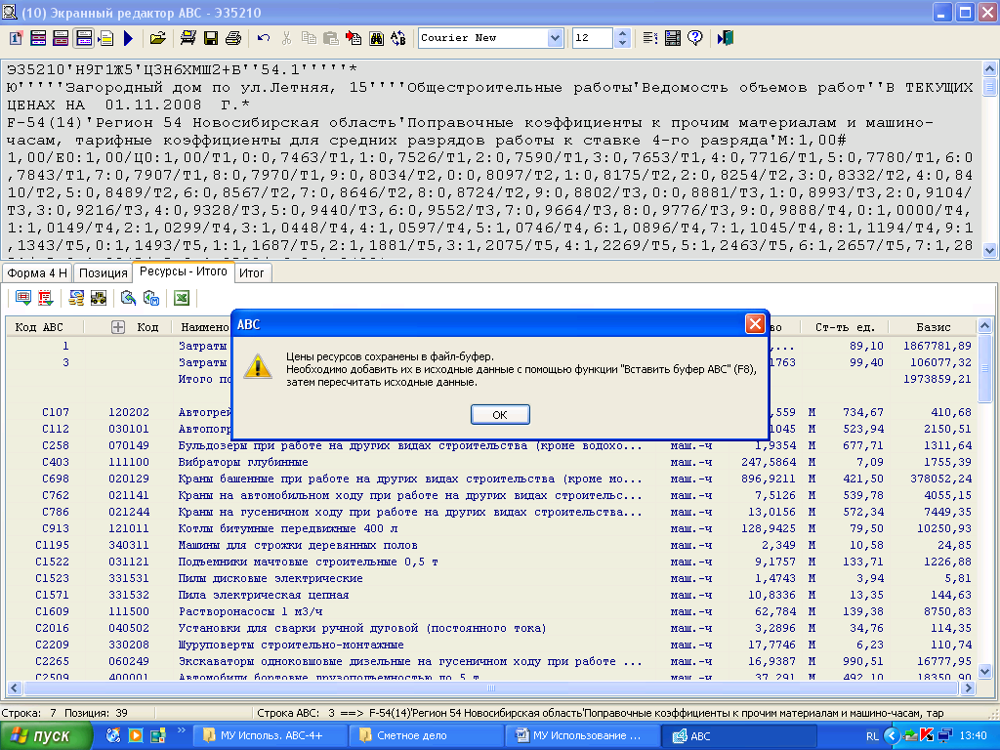 (10) Экранный редактор АВС - Э35210
Courier New
12
Э35210'Н9Г1Ж5'Ц3Н6ХМШ2+Б''54.1'''''*
Ю'''''Загородный дом по ул.Летняя, 15''''Общестроительные работы'Ведомость объемов работ''В ТЕКУЩИХ
ЦЕНАХ НА 01.11.2008 Г.*
F-54(14)'Регион 54 Новосибирская область'Поправочные коэффициенты к прочим материалам и машино-
часам, тарифные коэффициенты для средних разрядов работы к ставке 4-го разряда'М:1,00#
1,00/Е0:1,00/Ц0:1,00/Т1,0:0,7463/Т1,1:0,7526/Т1,2:0,7590/Т1,3:0,7653/Т1,4:0,7716/Т1,5:0,7780/Т1,6:0
,7843/Т1,7:0,7907/Т1,8:0,7970/Т1,9:0,8034/Т2,0:0,8097/Т2,1:0,8175/Т2,2:0,8254/Т2,3:0,8332/Т2,4:0,84
10/Т2,5:0,8489/Т2,6:0,8567/Т2,7:0,8646/Т2,8:0,8724/Т2,9:0,8802/Т3,0:0,8881/Т3,1:0,8993/Т3,2:0,9104/
Т3,3:0,9216/Т3,4:0,9328/Т3,5:0,9440/Т3,6:0,9552/Т3,7:0,9664/Т3,8:0,9776/Т3,9:0,9888/Т4,0:1,0000/Т4,
1:1,0149/Т4,2:1,0299/Т4,3:1,0448/Т4,4:1,0597/Т4,5:1,0746/Т4,6:1,0896/Т4,7:1,1045/Т4,8:1,1194/Т4,9:1
,1343/Т5,0:1,1493/Т5,1:1,1687/Т5,2:1,1881/Т5,3:1,2075/Т5,4:1,2269/Т5,5:1,2463/Т5,6:1,2657/Т5,7:1,28
Форма 4 Н Позиция Ресурсы - Итого Итог
Код АВС Код Наимено во Ст-ть ед. Базис
1 Затраты ,... 89,10 1867781,89
3 Затраты 1763 99,40 106077,32
Итого по 1973859,21
С107 120202 Автогрей ,559 М 734,67 410,68
С112 030101 Автопогр 1045 М 523,94 2150,51
С258 070149 Бульдозеры при работе на других видах строительства (кроме водохо... маш.-ч 1,9354 М 677,71 1311,64
С403 111100 Вибраторы глубинные маш.-ч 247,5864 М 7,09 1755,39
С698 020129 Краны башенные при работе на других видах строительства (кроме мо... маш.-ч 896,9211 М 421,50 378052,24
С762 021141 Краны на автомобильном ходу при работе на других видах строительс... маш.-ч 7,5126 М 539,78 4055,15
С786 021244 Краны на гусеничном ходу при работе на других видах строительства... маш.-ч 13,0156 М 572,34 7449,35
С913 121011 Котлы битумные передвижные 400 л маш.-ч 128,9425 М 79,50 10250,93
С1195 340311 Машины для строжки деревянных полов маш.-ч 2,349 М 10,58 24,85
С1522 031121 Подъемники мачтовые строительные 0,5 т маш.-ч 9,1757 М 133,71 1226,88
С1523 331531 Пилы дисковые электрические маш.-ч 1,4743 М 3,94 5,81
С1571 331532 Пила электрическая цепная маш.-ч 10,8336 М 13,35 144,63
С1609 111500 Растворонасосы 1 м3/ч маш.-ч 62,784 М 139,38 8750,83
С2016 040502 Установки для сварки ручной дуговой (постоянного тока) маш.-ч 3,2896 М 34,76 114,35
С2209 330208 Шуруповерты строительно-монтажные маш.-ч 17,7746 М 6,23 110,74
С2265 060249 Экскаваторы одноковшовые дизельные на гусеничном ходу при работе ... маш.-ч 16,9387 М 990,51 16777,95
С2509 400001 Автомобили бортовые грузоподъемностью до 5 т маш.-ч 37,291 М 492,10 18350,90
АВС
Цены ресурсов сохранены в файл-буфер.
Необходимо добавить их в исходные данные с помощью функции "Вставить буфер АВС" (F8),
затем пересчитать исходные данные.
ОК
Строка: 7 Позиция: 39 Строка АВС: 3 ==> F-54(14)'Регион 54 Новосибирская область'Поправочные коэффициенты к прочим материалам и машино-часам, тар
пуск
МУ Использ. АВС-4+
Сметное дело
МУ Использование ...
АВС
RL
13:40